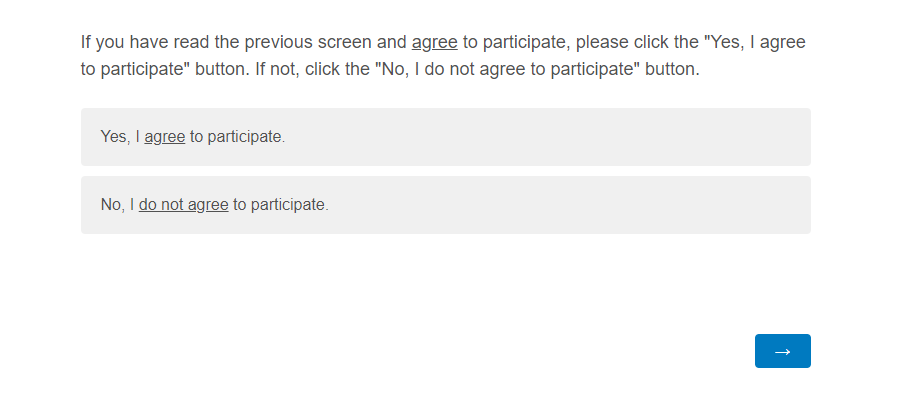 If you have read the previous screen and agree to participate, please click the "Yes, I agree
to participate" button. If not, click the "No, I do not agree to participate" button.
Yes, I agree to participate.
No, I do not agree to participate.
→